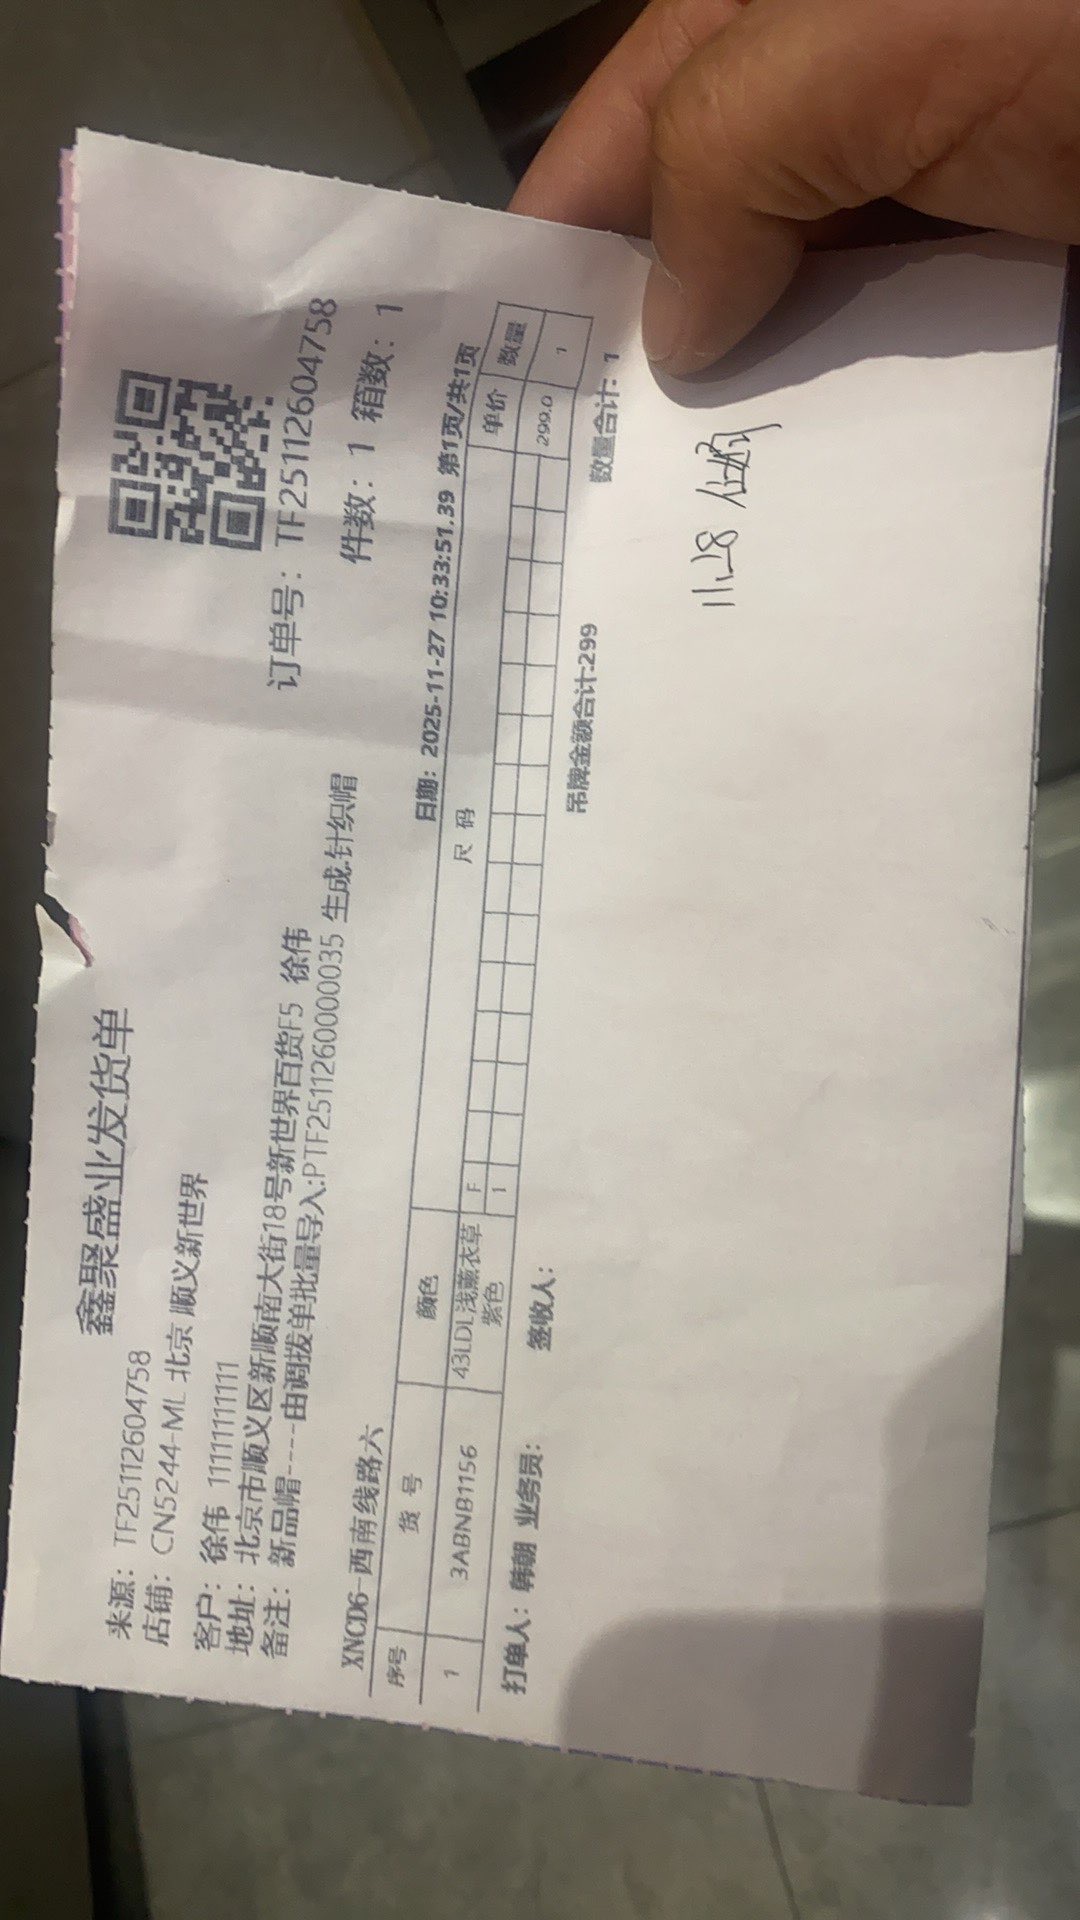 鑫聚盛业发货单
来源： TF251126047​58
店铺： CN5244-ML 北京 顺义新世界
订单号： TF251126047​58
客户： 徐伟 11111111111
件数： 1 箱数： 1
地址： 北京市顺义区新顺南大街18号新世界百货F5 徐伟
备注： 新品帽----由调拨单批量导入:PTF251126000​0035 生成.针织帽
XNCD6-西南线路六 日期： 2025-11-27 10:33:51.39 第1页/共1页
序号 货 号 颜色 尺 码 单价 数量
F
1 3ABNB1156 43LDL浅薰衣草紫色 1 299.0 1
打单人： 韩朝 业务员： 签收人： 吊牌金额合计:299 数量合计： 1
11.28